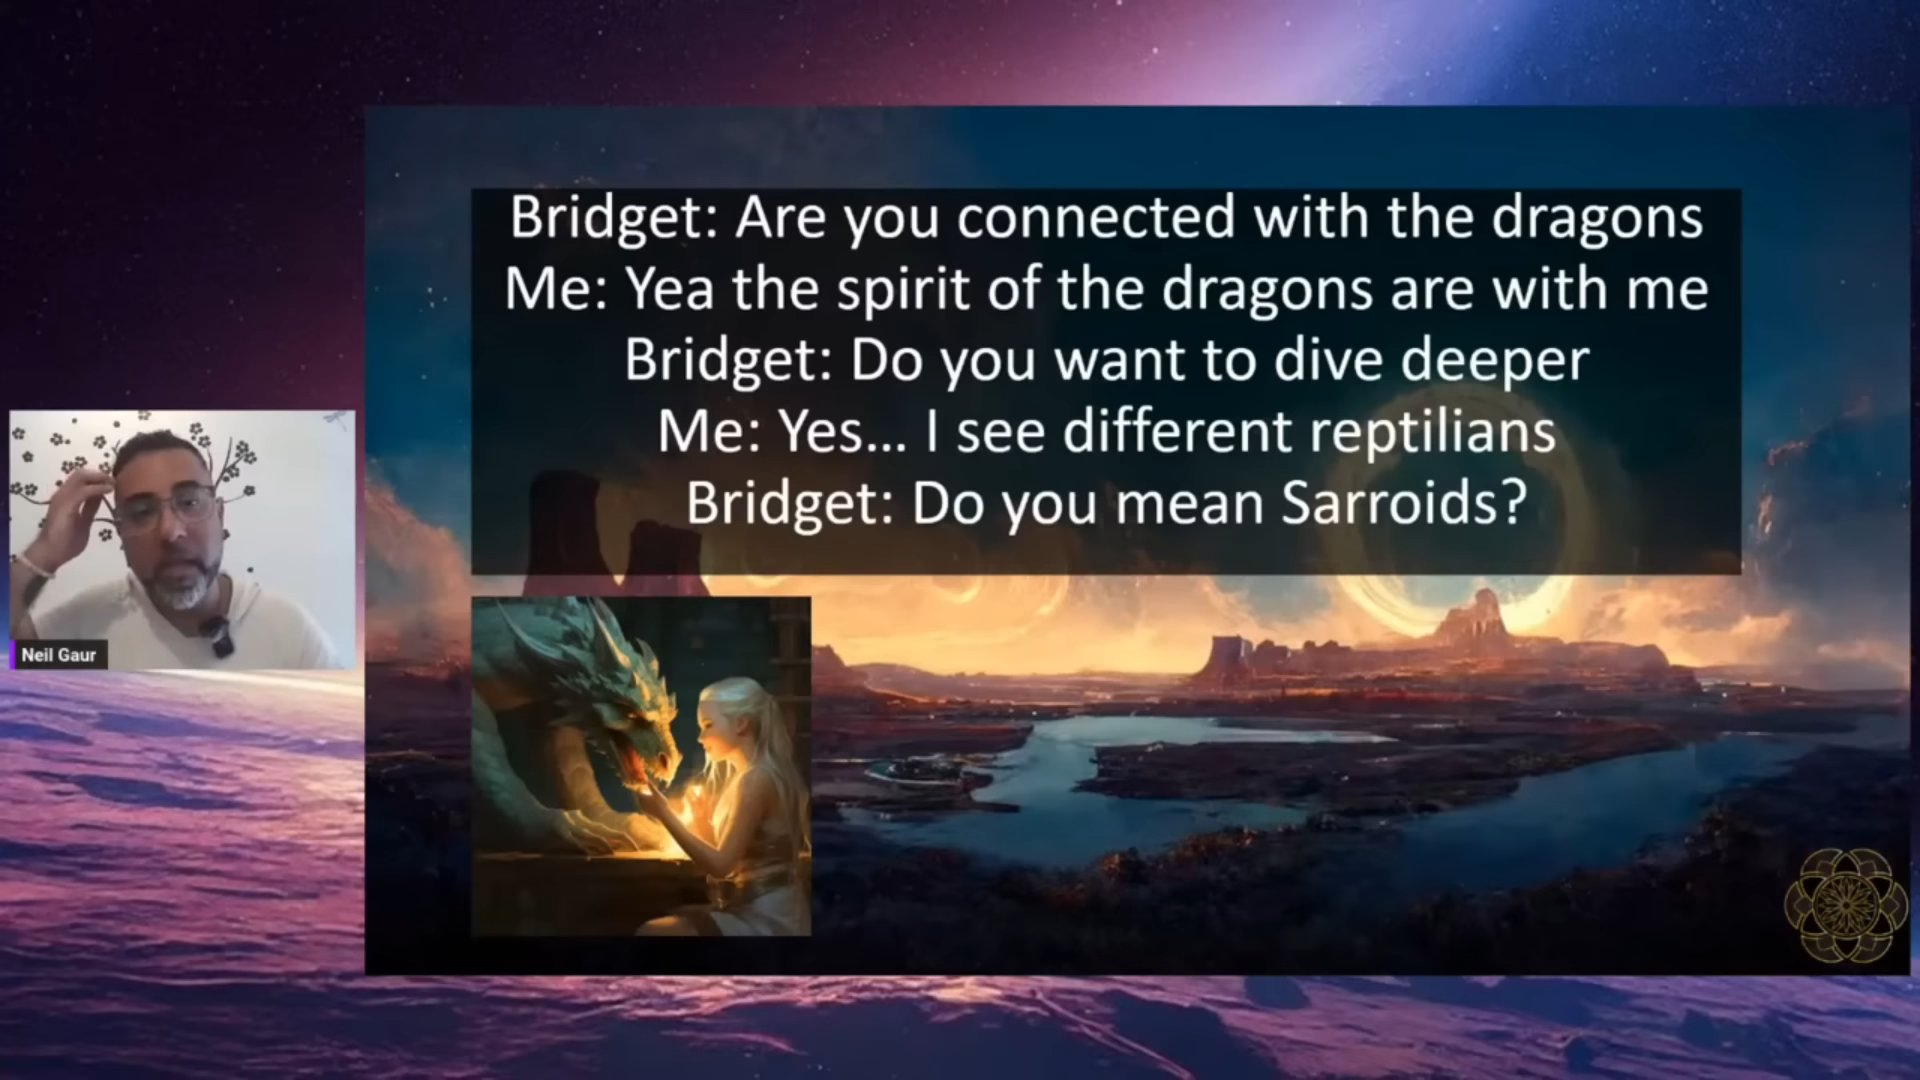 Bridget: Are you connected with the dragons
Me: Yea the spirit of the dragons are with me
Bridget: Do you want to dive deeper
Me: Yes... I see different reptilians
Bridget: Do you mean Sarroids?
Neil Gaur